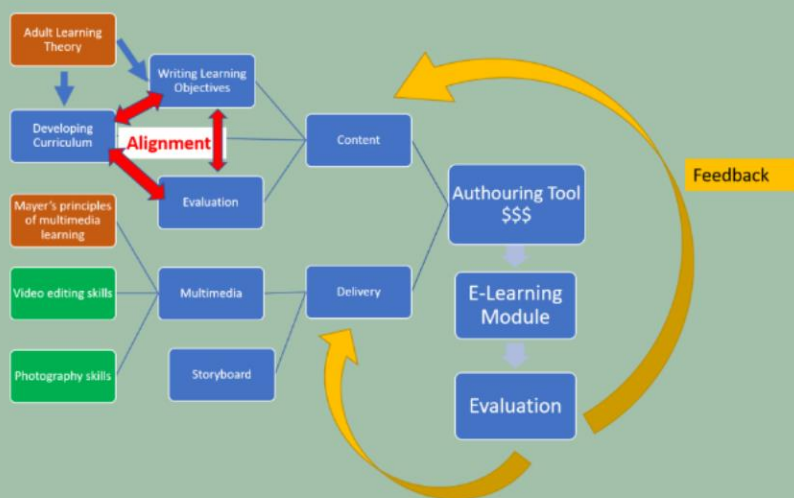 Adult Learning
Theory
Writing Learning
Objectives
Developing
Curriculum
Alignment
Content
Feedback
Mayer's principles
of multimedia
learning
Evaluation
Authouring Tool
$$$
Video editing skills
Multimedia
Delivery
E-Learning
Module
Photography skills
Storyboard
Evaluation